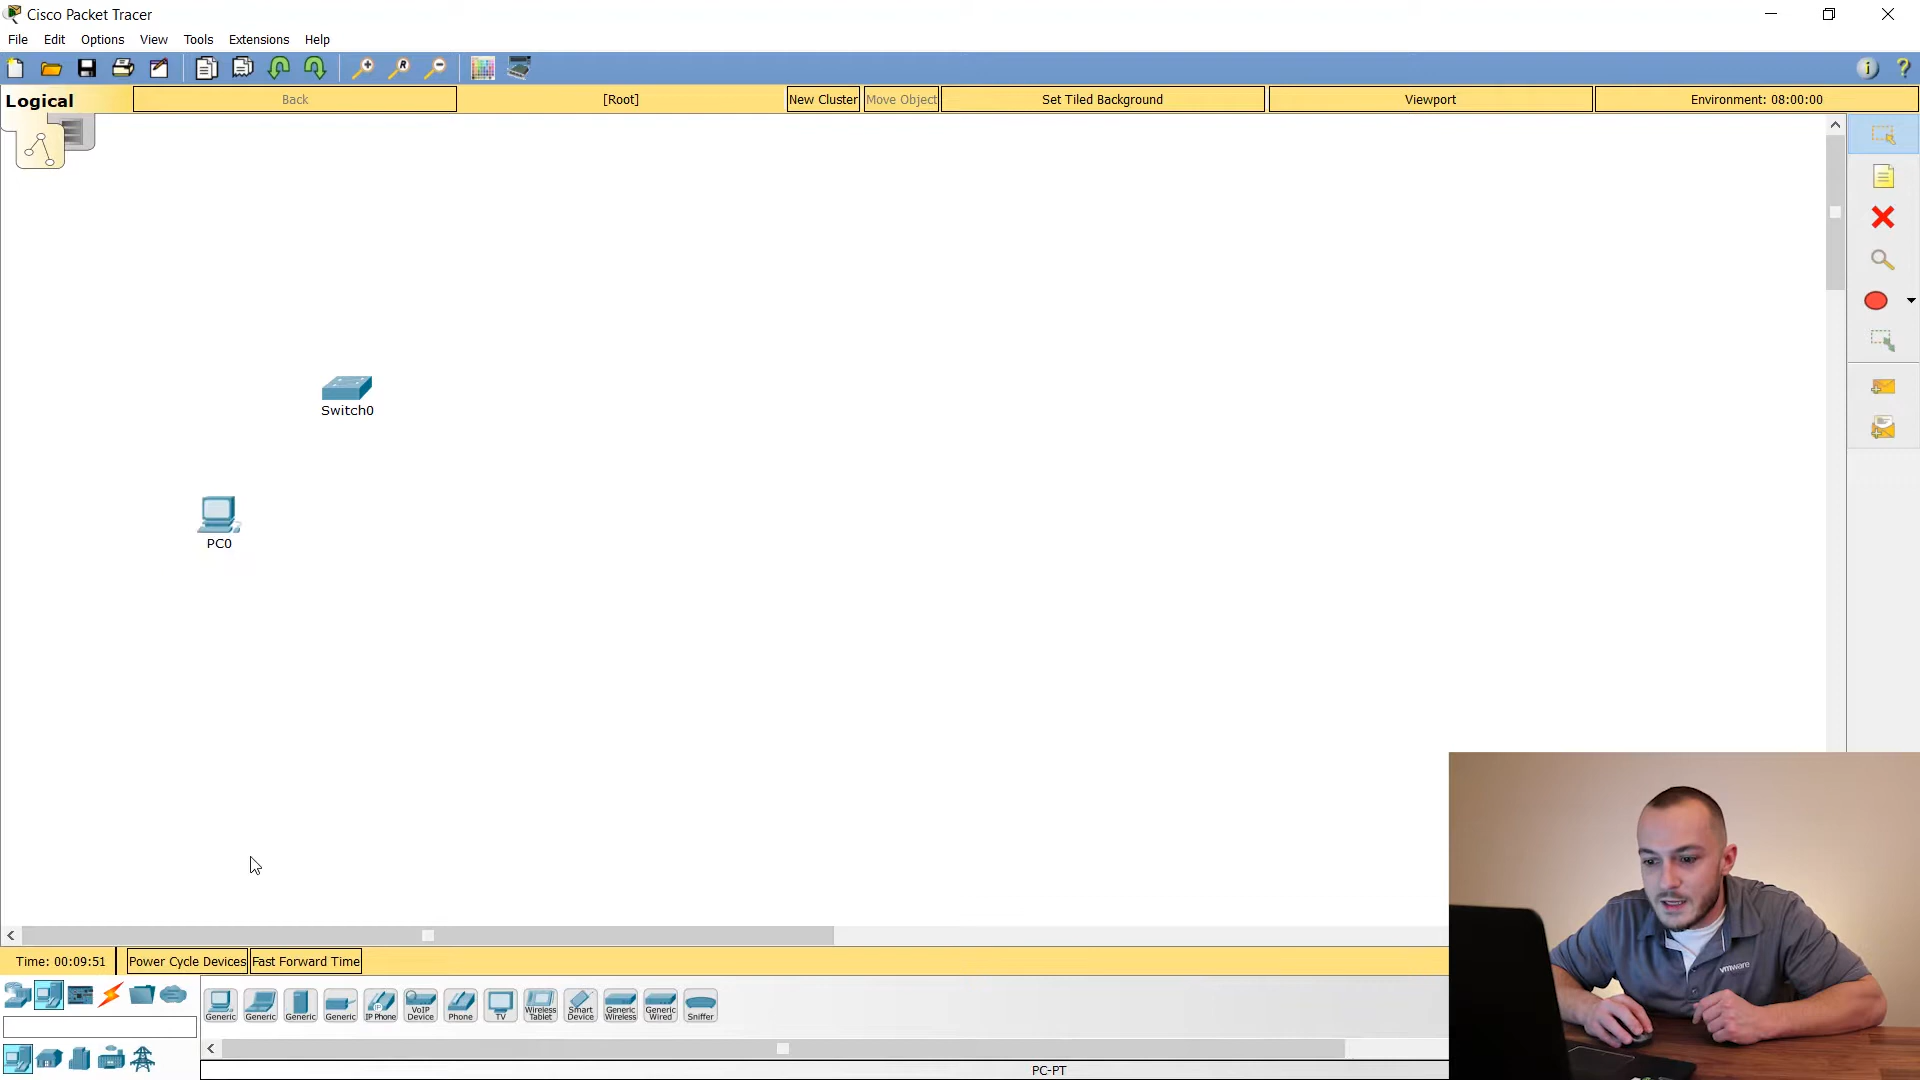 Cisco Packet Tracer
File Edit Options View Tools Extensions Help
Logical Back [Root] New Cluster Move Object Set Tiled Background Viewport Environment: 08:00:00
Switch0
PC0
Time: 00:09:51 Power Cycle Devices Fast Forward Time
Generic Generic Generic Generic IP Phone VoIP Device Phone TV Wireless Tablet Smart Device Generic Wireless Generic Wired Sniffer
PC-PT
vmware